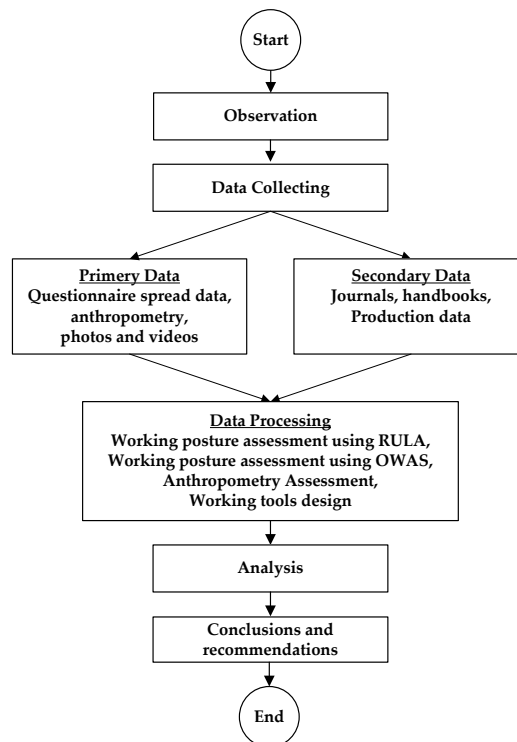 Start
Observation
Data Collecting
Primery Data
Questionnaire spread data,
anthropometry,
photos and videos
Secondary Data
Journals, handbooks,
Production data
Data Processing
Working posture assessment using RULA,
Working posture assessment using OWAS,
Anthropometry Assessment,
Working tools design
Analysis
Conclusions and
recommendations
End